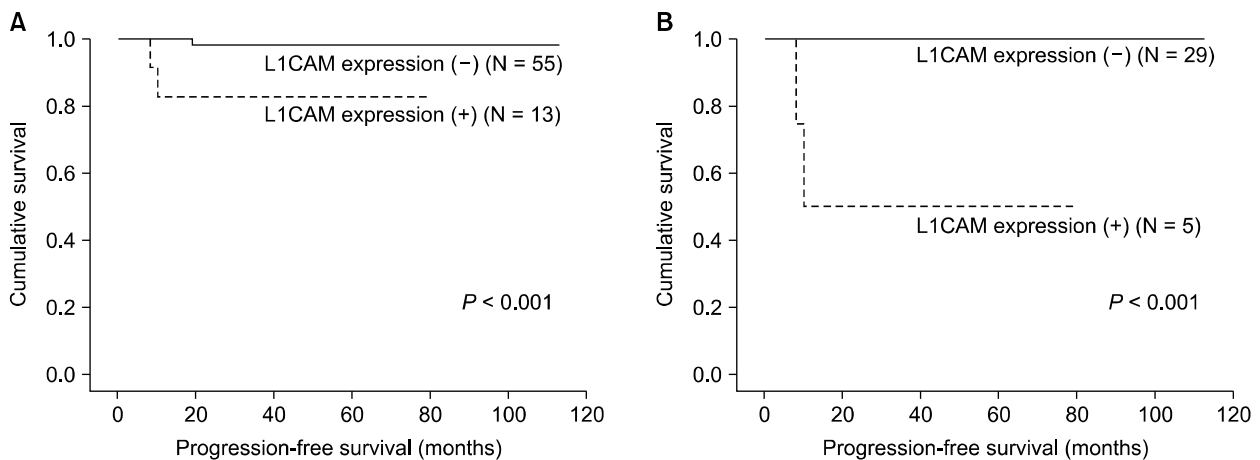 A
Cumulative survival
1.0
0.8
0.6
0.4
0.2
0.0
L1CAM expression (−) (N = 55)
L1CAM expression (+) (N = 13)
P < 0.001
0 20 40 60 80 100 120
Progression-free survival (months)
B
Cumulative survival
1.0
0.8
0.6
0.4
0.2
0.0
L1CAM expression (−) (N = 29)
L1CAM expression (+) (N = 5)
P < 0.001
0 20 40 60 80 100 120
Progression-free survival (months)